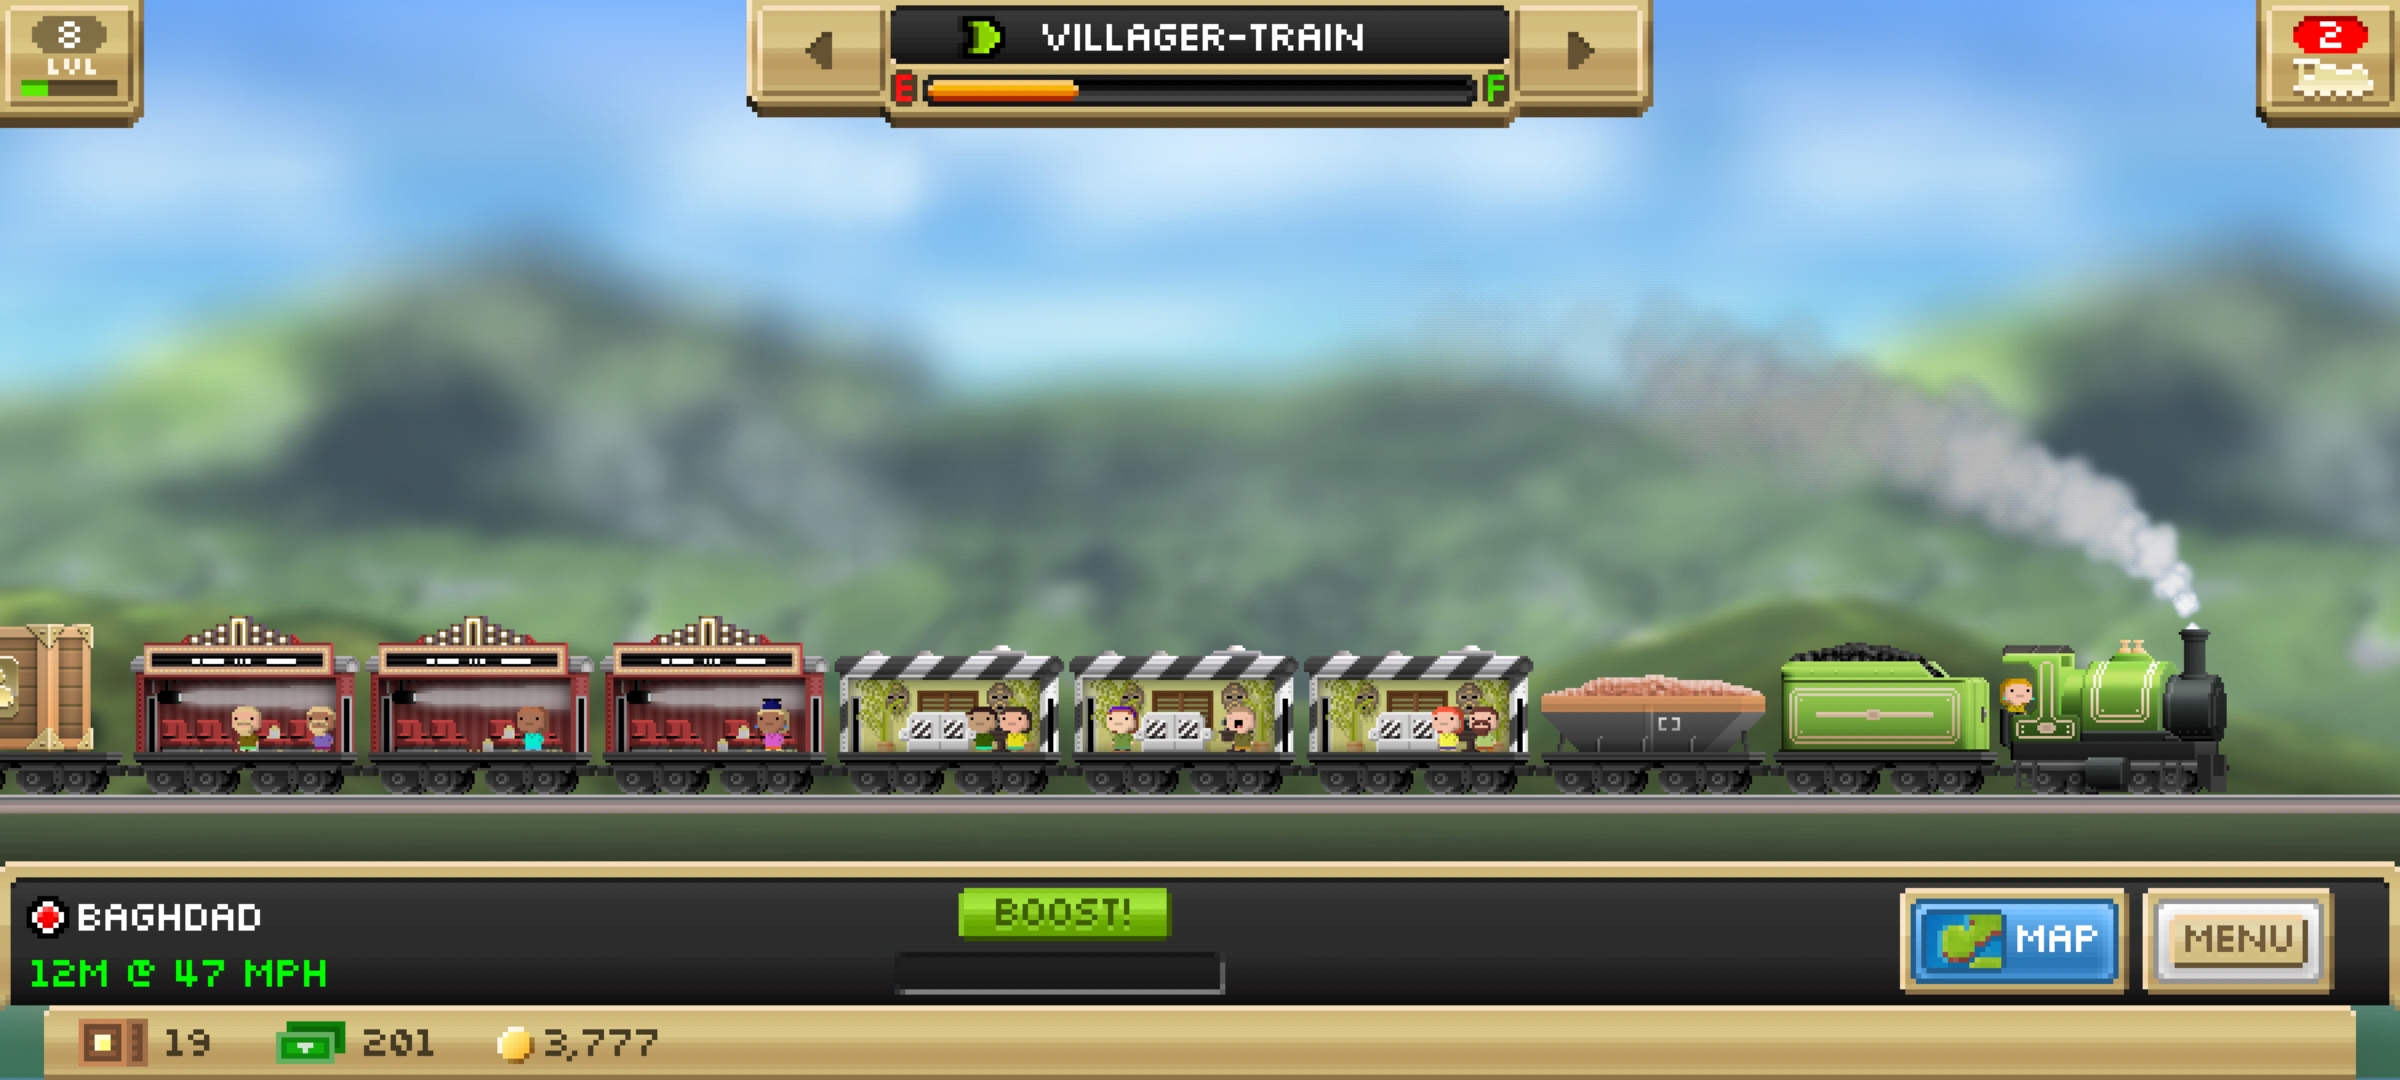 8
LVL
VILLAGER-TRAIN
E F
2
BAGHDAD
12M @ 47 MPH
BOOST!
MAP
MENU
19 201 3,777